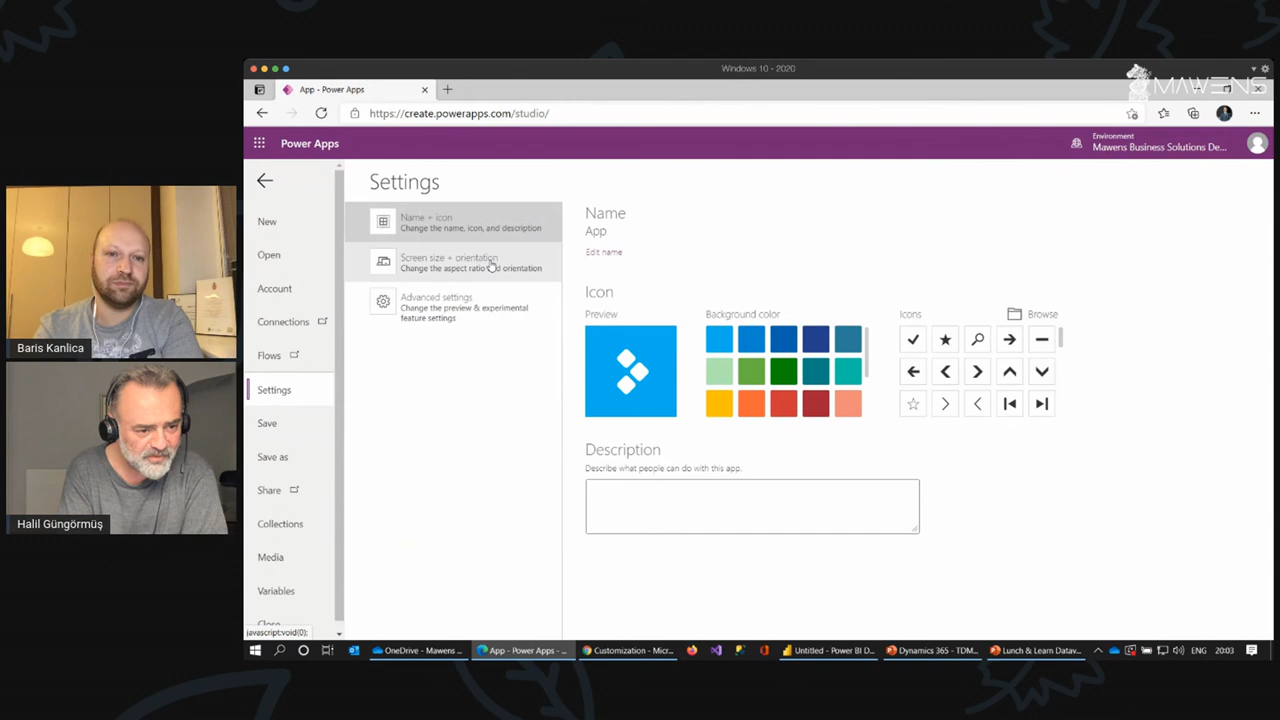 Windows 10 - 2020
MAWENS
App - Power Apps
https://create.powerapps.com/studio/
Power Apps
Environment
Mawens Business Solutions De...
Settings
New
Open
Account
Connections
Flows
Settings
Save
Save as
Share
Collections
Media
Variables
Close
javascript:void(0);
Name + icon
Change the name, icon, and description
Screen size + orientation
Change the aspect ratio and orientation
Advanced settings
Change the preview & experimental
feature settings
Name
App
Edit name
Icon
Preview
Background color
Icons
Browse
Description
Describe what people can do with this app.
Baris Kanlica
Halil Güngörmüş
OneDrive - Mawens ...
App - Power Apps - ...
Customization - Micr...
Untitled - Power BI D...
Dynamics 365 - TDM...
Lunch & Learn Datav...
ENG
20:03